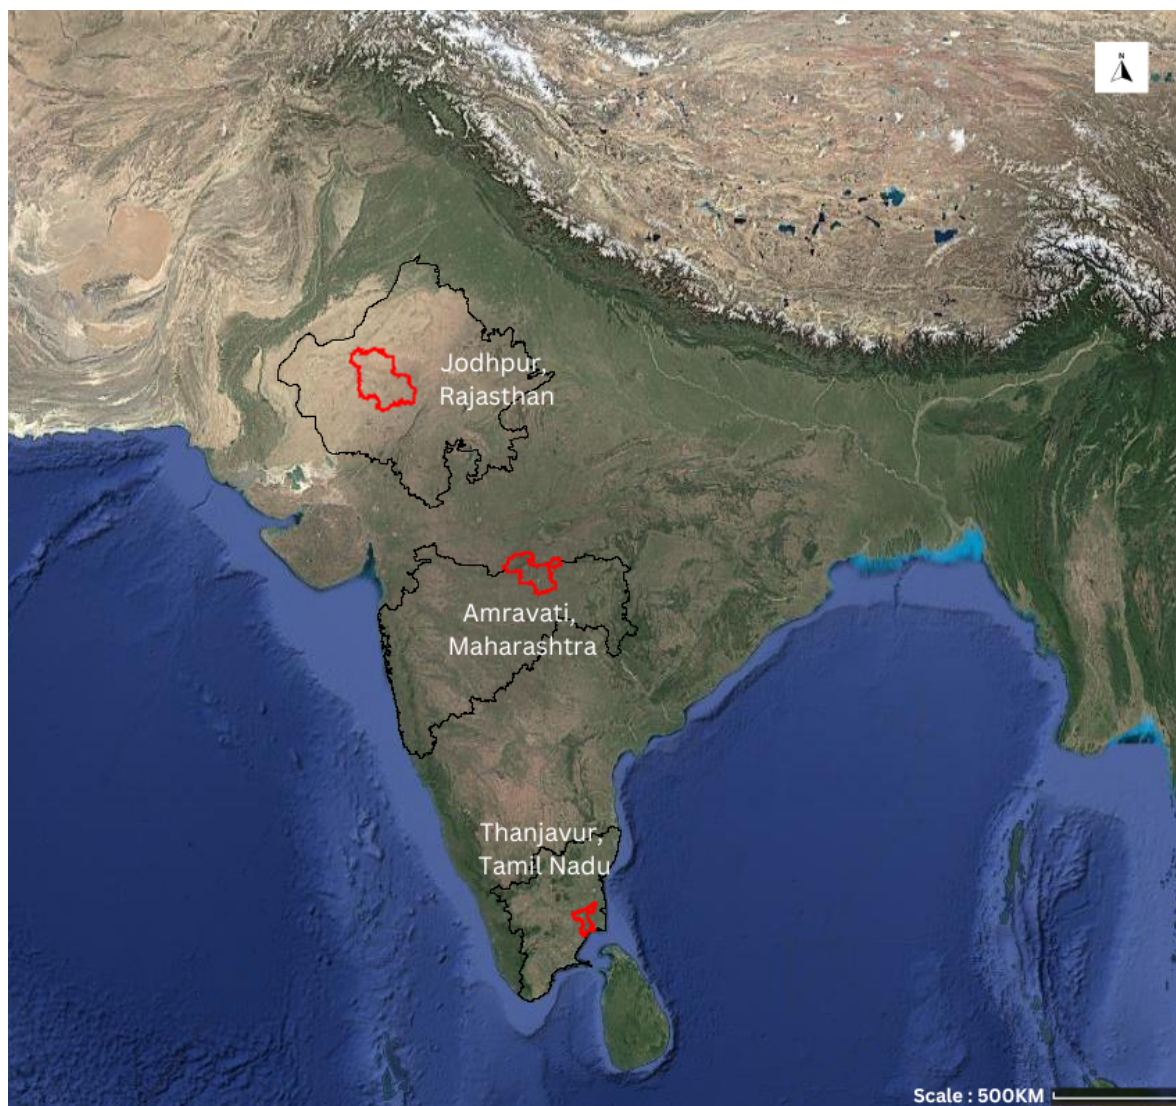 N
Jodhpur,
Rajasthan
Amravati,
Maharashtra
Thanjavur,
Tamil Nadu
Scale : 500KM